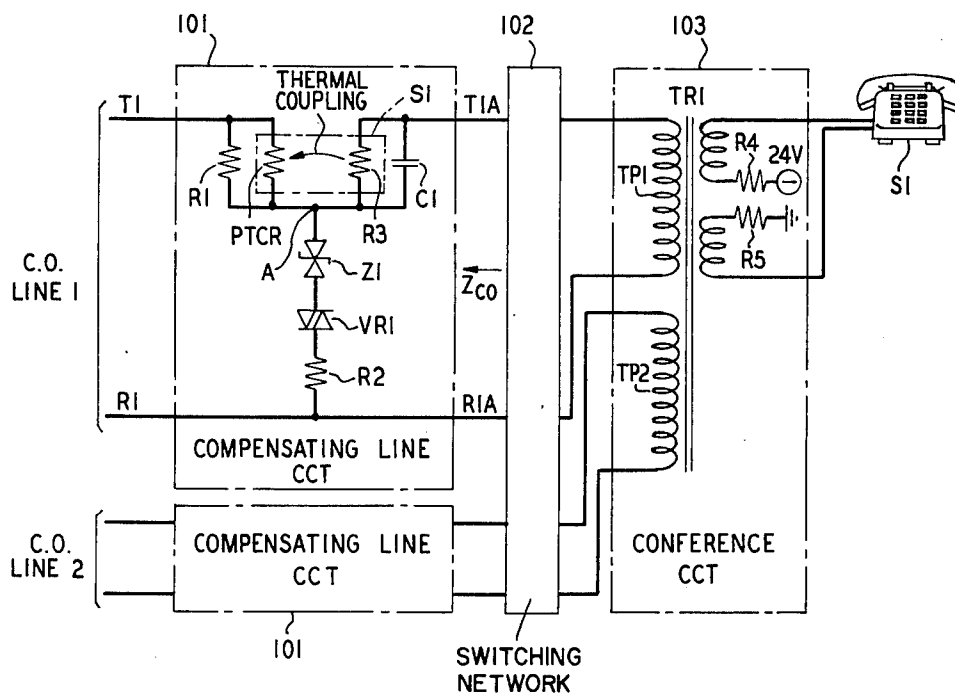 101
102
103
THERMAL
COUPLING
S1
T1
T1A
TR1
R4
24V
S1
R1
C1
TP1
R5
PTCR
A
R3
Z1
ZCO
C.O.
LINE 1
VR1
R2
TP2
R1
R1A
COMPENSATING LINE
CCT
C.O.
LINE 2
COMPENSATING LINE
CCT
CONFERENCE
CCT
101
SWITCHING
NETWORK